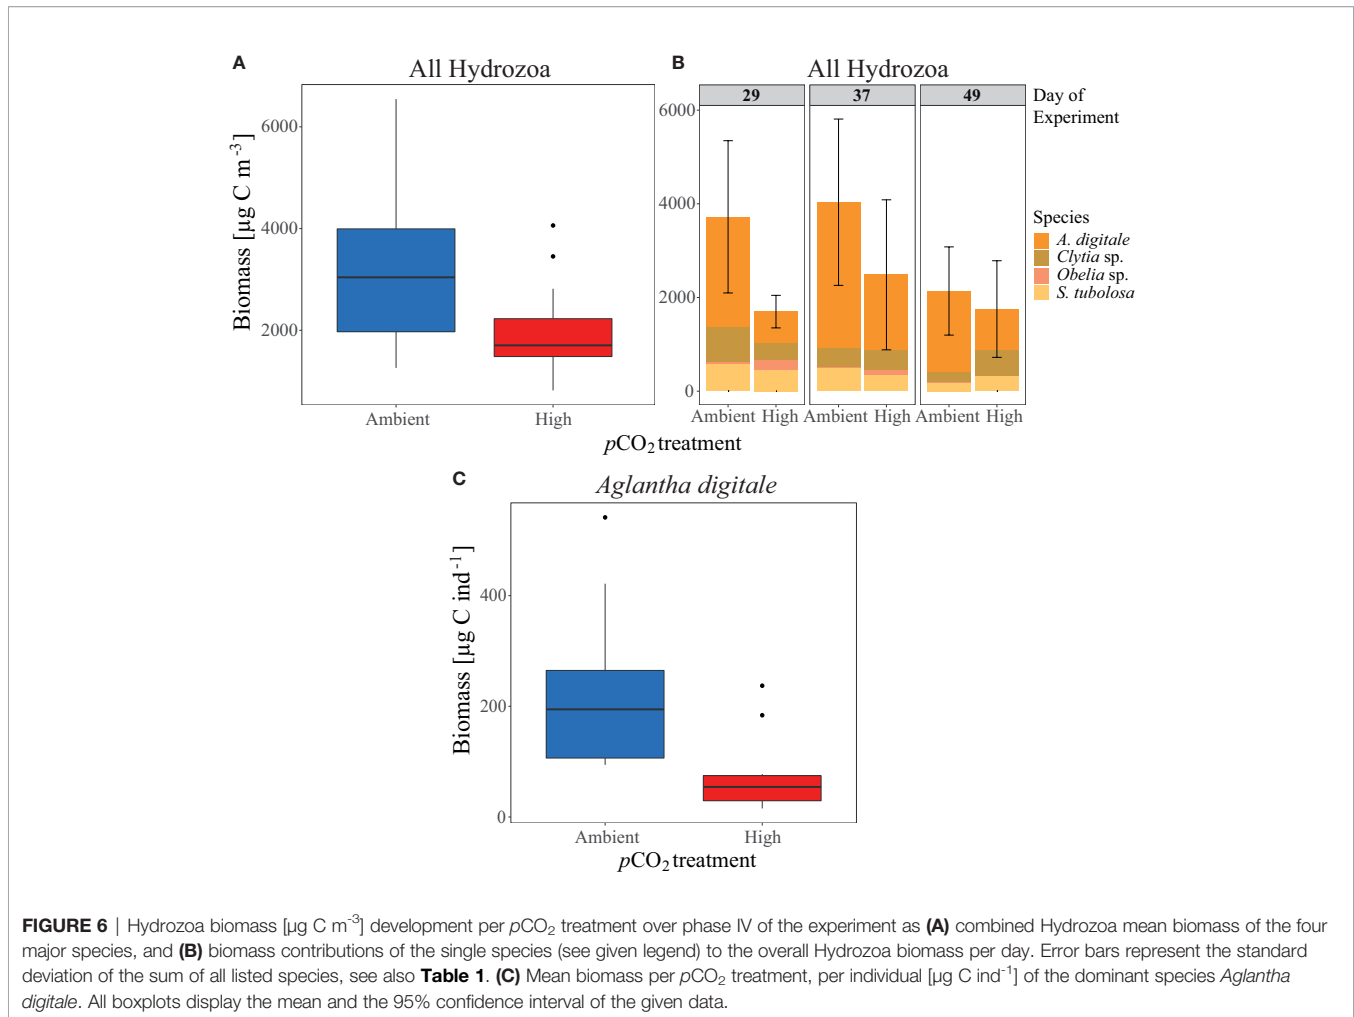 A
All Hydrozoa
Biomass [µg C m-3]
6000
4000
2000
Ambient
High
B
All Hydrozoa
29
37
49
Day of
Experiment
6000
4000
2000
0
Species
A. digitale
Clytia sp.
Obelia sp.
S. tubolosa
Ambient High
Ambient High
Ambient High
pCO2 treatment
C
Aglantha digitale
Biomass [µg C ind-1]
400
200
0
Ambient
High
pCO2 treatment
FIGURE 6 | Hydrozoa biomass [µg C m-3] development per pCO2 treatment over phase IV of the experiment as (A) combined Hydrozoa mean biomass of the four
major species, and (B) biomass contributions of the single species (see given legend) to the overall Hydrozoa biomass per day. Error bars represent the standard
deviation of the sum of all listed species, see also Table 1. (C) Mean biomass per pCO2 treatment, per individual [µg C ind-1] of the dominant species Aglantha
digitale. All boxplots display the mean and the 95% confidence interval of the given data.